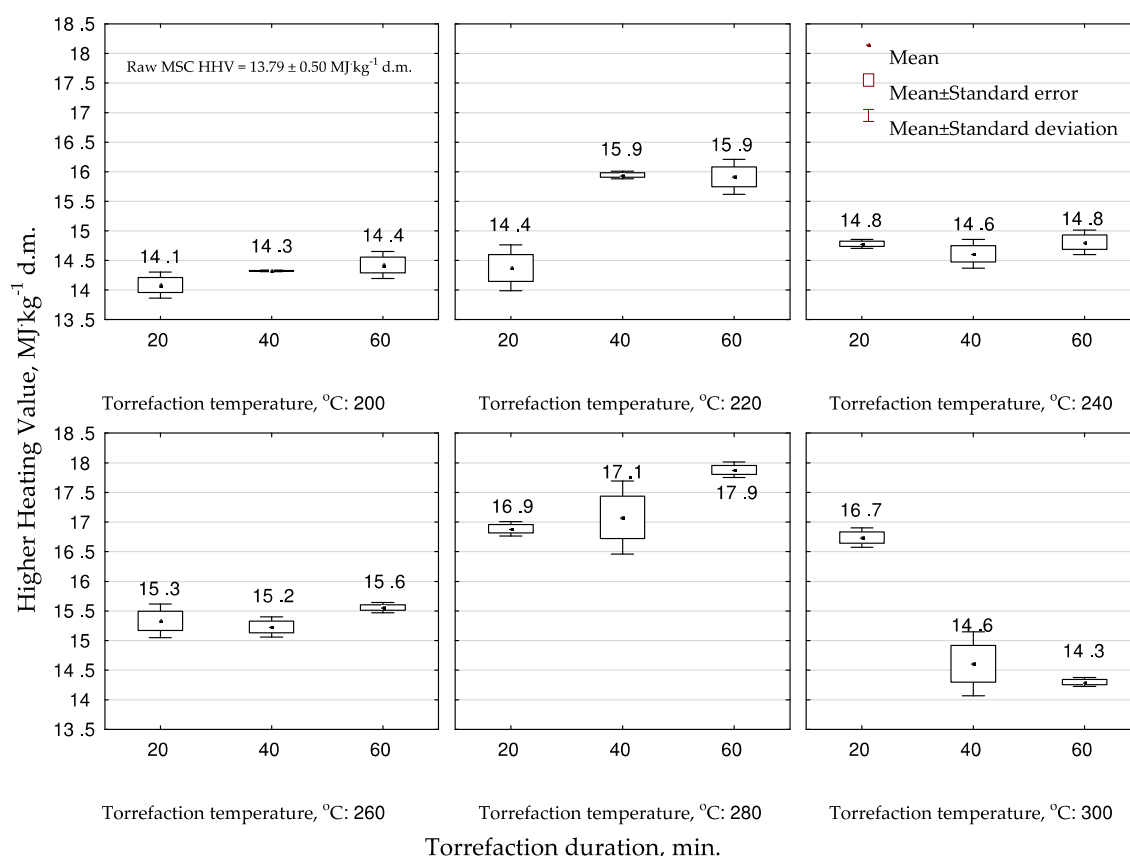 Higher Heating Value, MJ·kg-1 d.m.
18 .5
18
17 .5
17
16 .5
16
15 .5
15
14 .5
14
13 .5
Raw MSC HHV = 13.79 ± 0.50 MJ·kg-1 d.m.
14 .1
14 .3
14 .4
20 40 60
Torrefaction temperature, oC: 200
14 .4
15 .9
15 .9
20 40 60
Torrefaction temperature, oC: 220
Mean
Mean±Standard error
Mean±Standard deviation
14 .8
14 .6
14 .8
20 40 60
Torrefaction temperature, oC: 240
18 .5
18
17 .5
17
16 .5
16
15 .5
15
14 .5
14
13 .5
15 .3
15 .2
15 .6
20 40 60
Torrefaction temperature, oC: 260
16 .9
17 .1
17 .9
20 40 60
Torrefaction temperature, oC: 280
16 .7
14 .6
14 .3
20 40 60
Torrefaction temperature, oC: 300
Torrefaction duration, min.